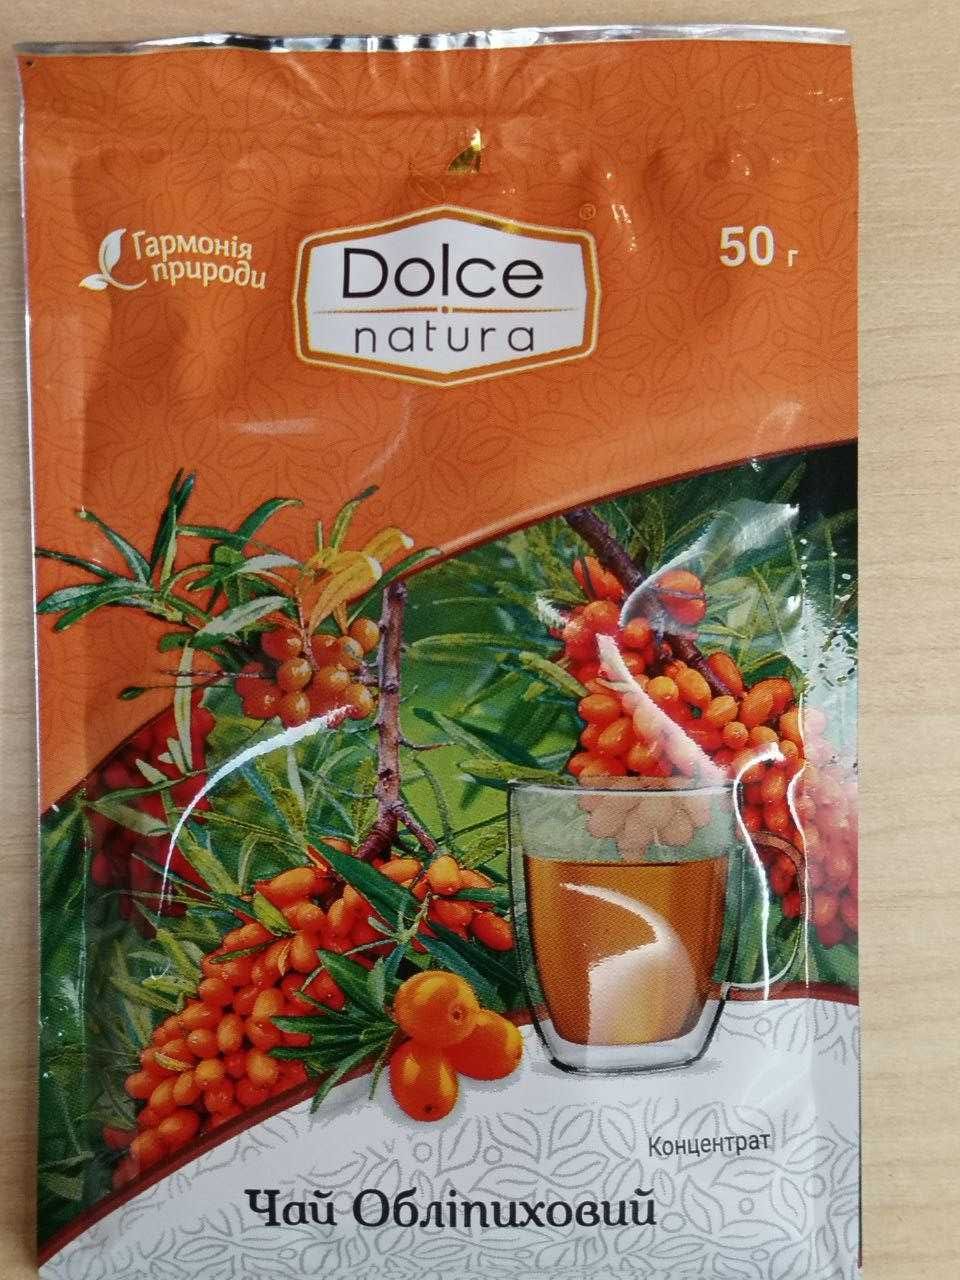 Гармонія
природи
Dolce
natura
®
50 г
Концентрат
Чай Обліпиховий